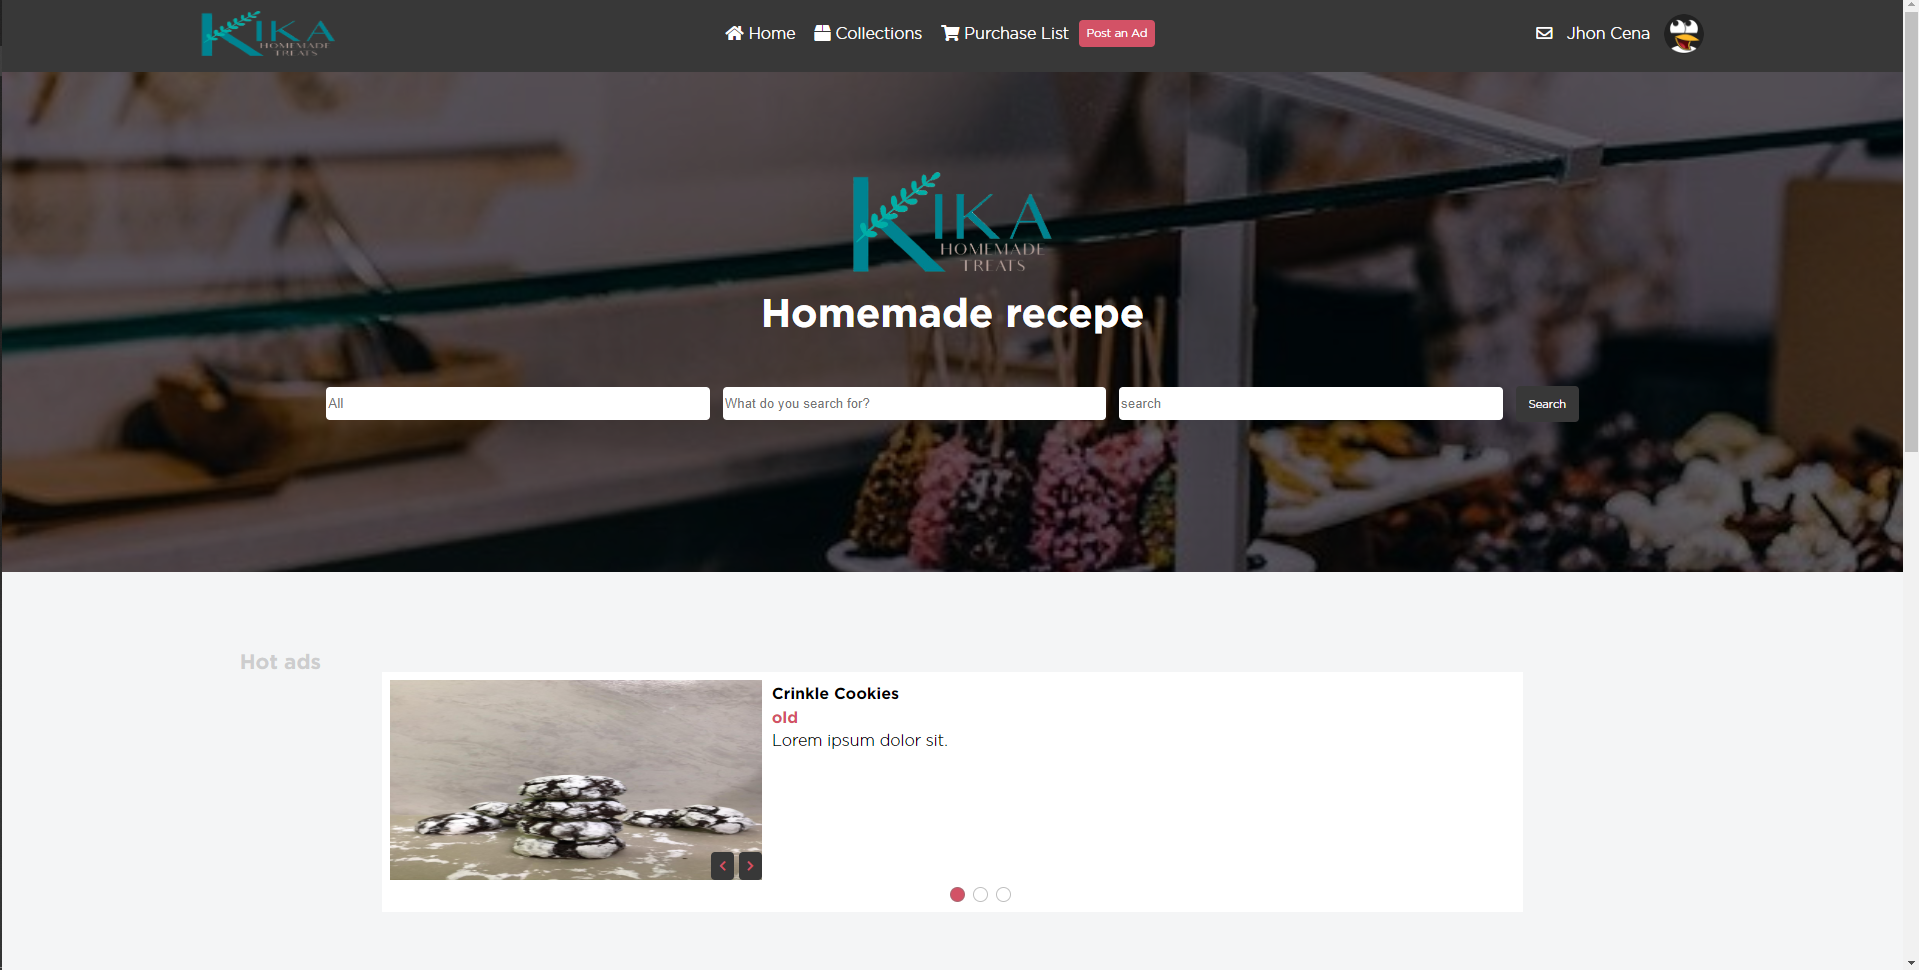 KIKA
HOMEMADE
TREATS
Home
Collections
Purchase List
Post an Ad
Jhon Cena
KIKA
HOMEMADE
TREATS
Homemade recepe
All
What do you search for?
search
Search
Hot ads
Crinkle Cookies
old
Lorem ipsum dolor sit.